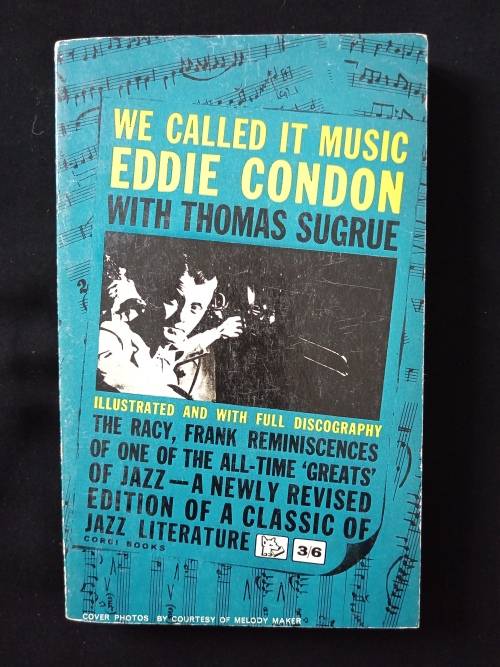 WE CALLED IT MUSIC
EDDIE CONDON
WITH THOMAS SUGRUE
2
ILLUSTRATED AND WITH FULL DISCOGRAPHY
THE RACY, FRANK REMINISCENCES
OF ONE OF THE ALL-TIME 'GREATS'
OF JAZZ—A NEWLY REVISED
EDITION OF A CLASSIC OF
JAZZ LITERATURE
3/6
CORGI BOOKS
COVER PHOTOS BY COURTESY OF MELODY MAKER